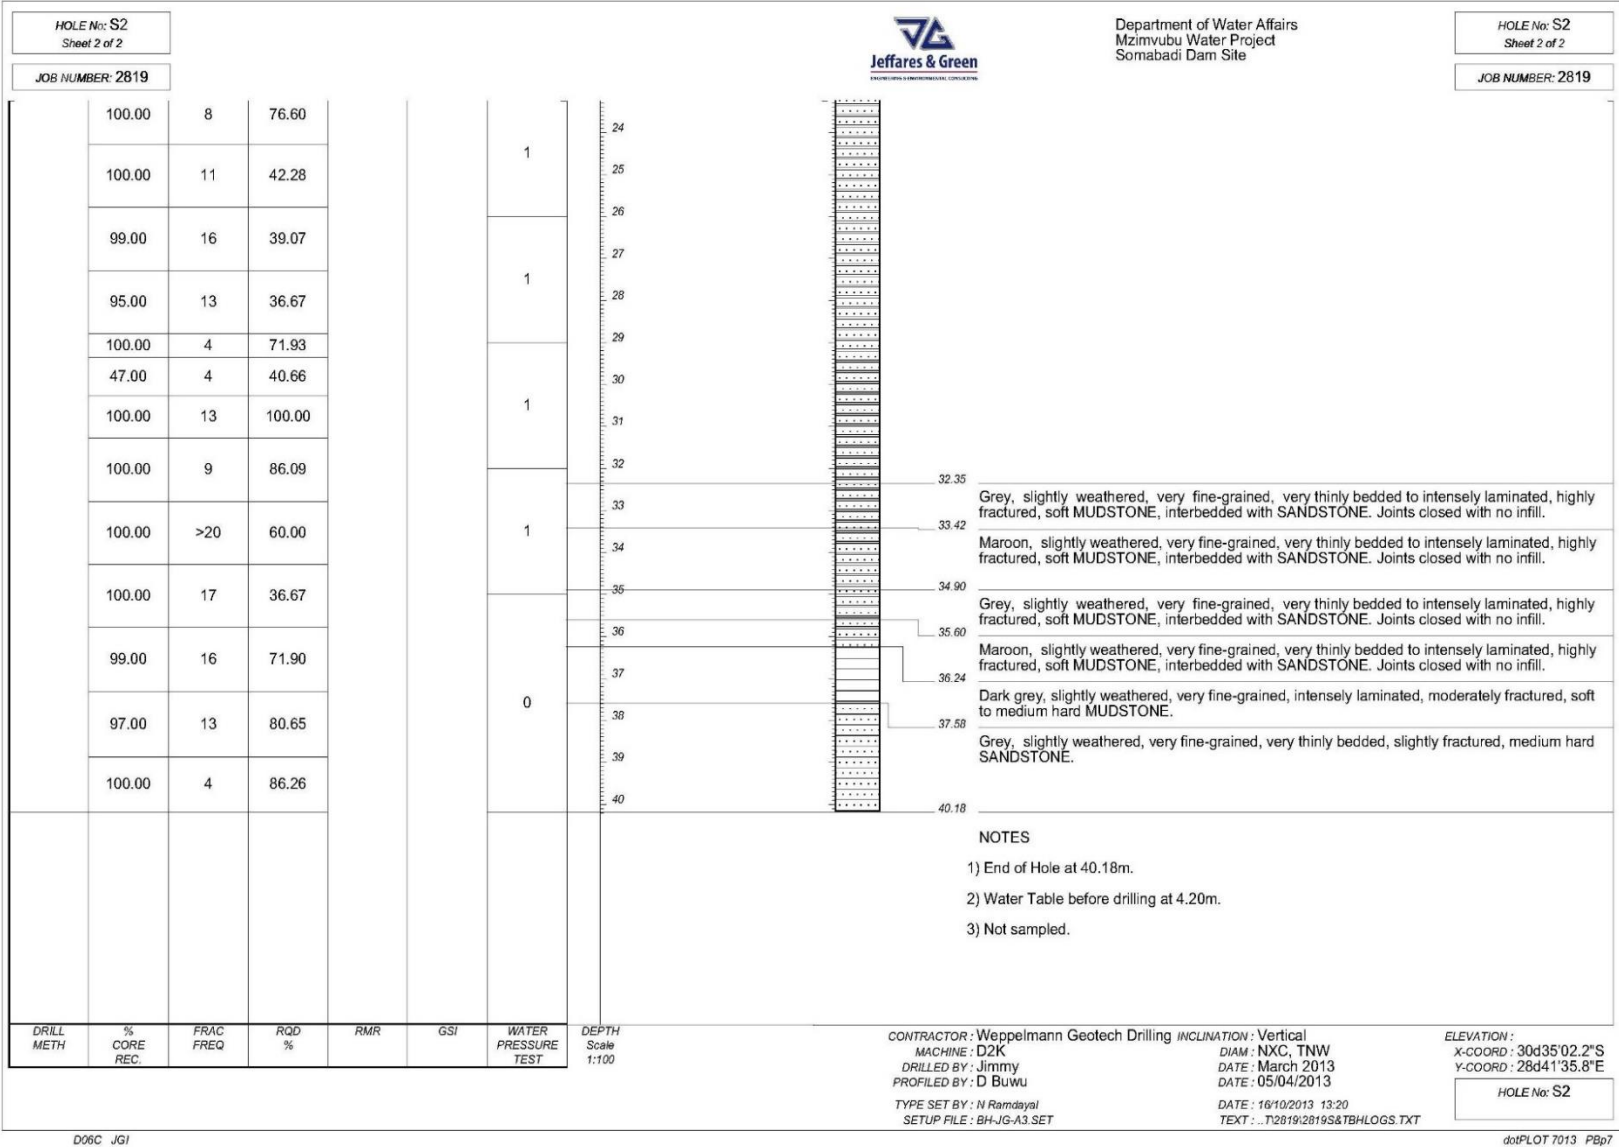 HOLE No: S2
Sheet 2 of 2
JOB NUMBER: 2819
JG
Jeffares & Green
ENGINEERING & ENVIRONMENTAL CONSULTING
Department of Water Affairs
Mzimvubu Water Project
Somabadi Dam Site
HOLE No: S2
Sheet 2 of 2
JOB NUMBER: 2819
100.00 8 76.60
100.00 11 42.28
99.00 16 39.07
95.00 13 36.67
100.00 4 71.93
47.00 4 40.66
100.00 13 100.00
100.00 9 86.09
100.00 >20 60.00
100.00 17 36.67
99.00 16 71.90
97.00 13 80.65
100.00 4 86.26
1
1
1
1
0
24
25
26
27
28
29
30
31
32
33
34
35
36
37
38
39
40
32.35
Grey, slightly weathered, very fine-grained, very thinly bedded to intensely laminated, highly
fractured, soft MUDSTONE, interbedded with SANDSTONE. Joints closed with no infill.
33.42
Maroon, slightly weathered, very fine-grained, very thinly bedded to intensely laminated, highly
fractured, soft MUDSTONE, interbedded with SANDSTONE. Joints closed with no infill.
34.90
Grey, slightly weathered, very fine-grained, very thinly bedded to intensely laminated, highly
fractured, soft MUDSTONE, interbedded with SANDSTONE. Joints closed with no infill.
35.60
Maroon, slightly weathered, very fine-grained, very thinly bedded to intensely laminated, highly
fractured, soft MUDSTONE, interbedded with SANDSTONE. Joints closed with no infill.
36.24
Dark grey, slightly weathered, very fine-grained, intensely laminated, moderately fractured, soft
to medium hard MUDSTONE.
37.58
Grey, slightly weathered, very fine-grained, very thinly bedded, slightly fractured, medium hard
SANDSTONE.
40.18
NOTES
1) End of Hole at 40.18m.
2) Water Table before drilling at 4.20m.
3) Not sampled.
DRILL METH
% CORE REC.
FRAC FREQ
RQD %
RMR
GSI
WATER PRESSURE TEST
DEPTH Scale 1:100
CONTRACTOR : Weppelmann Geotech Drilling
MACHINE : D2K
DRILLED BY : Jimmy
PROFILED BY : D Buwu
TYPE SET BY : N Ramdayal
SETUP FILE : BH-JG-A3.SET
INCLINATION : Vertical
DIAM : NXC, TNW
DATE : March 2013
DATE : 05/04/2013
DATE : 16/10/2013 13:20
TEXT : ..T\2819\2819S&TBHLOGS.TXT
ELEVATION :
X-COORD : 30d35'02.2"S
Y-COORD : 28d41'35.8"E
HOLE No: S2
D06C JGI
dotPLOT 7013 PBp7